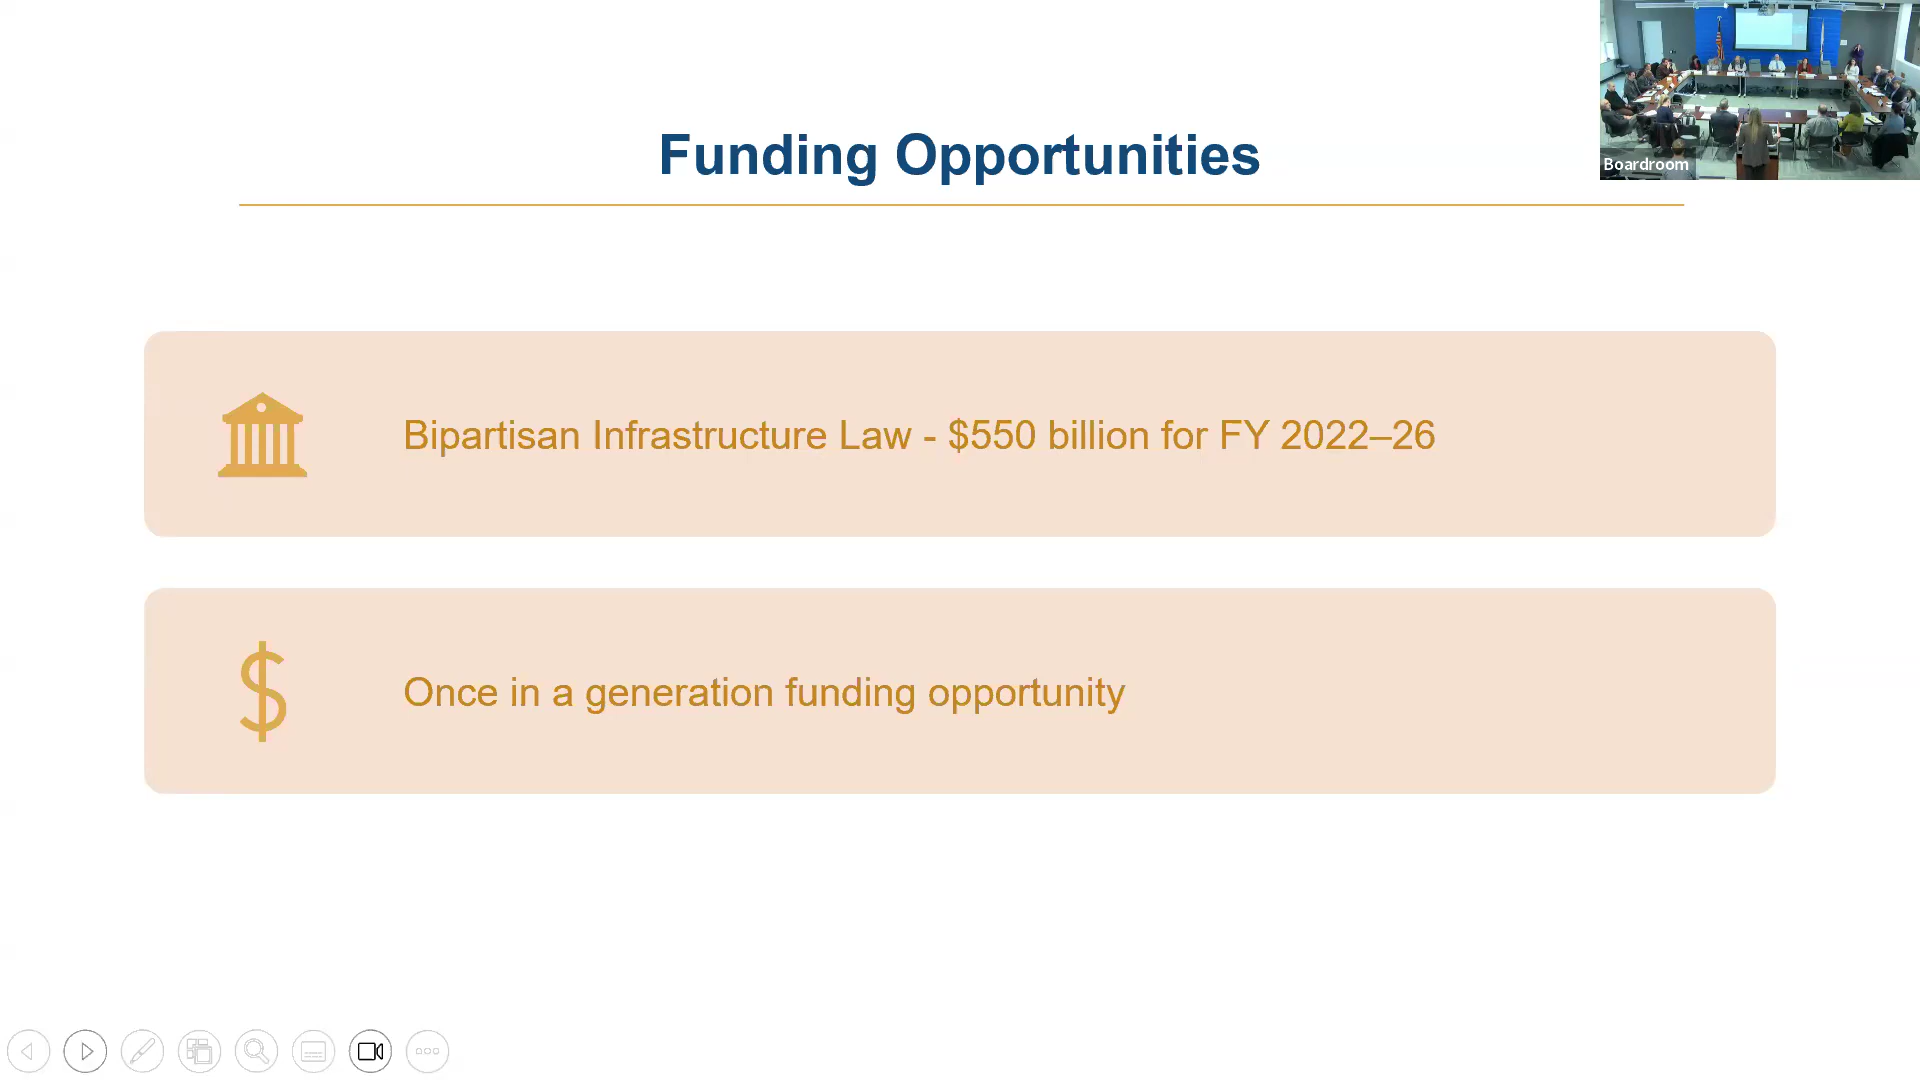 Funding Opportunities
Boardroom
Bipartisan Infrastructure Law - $550 billion for FY 2022–26
Once in a generation funding opportunity